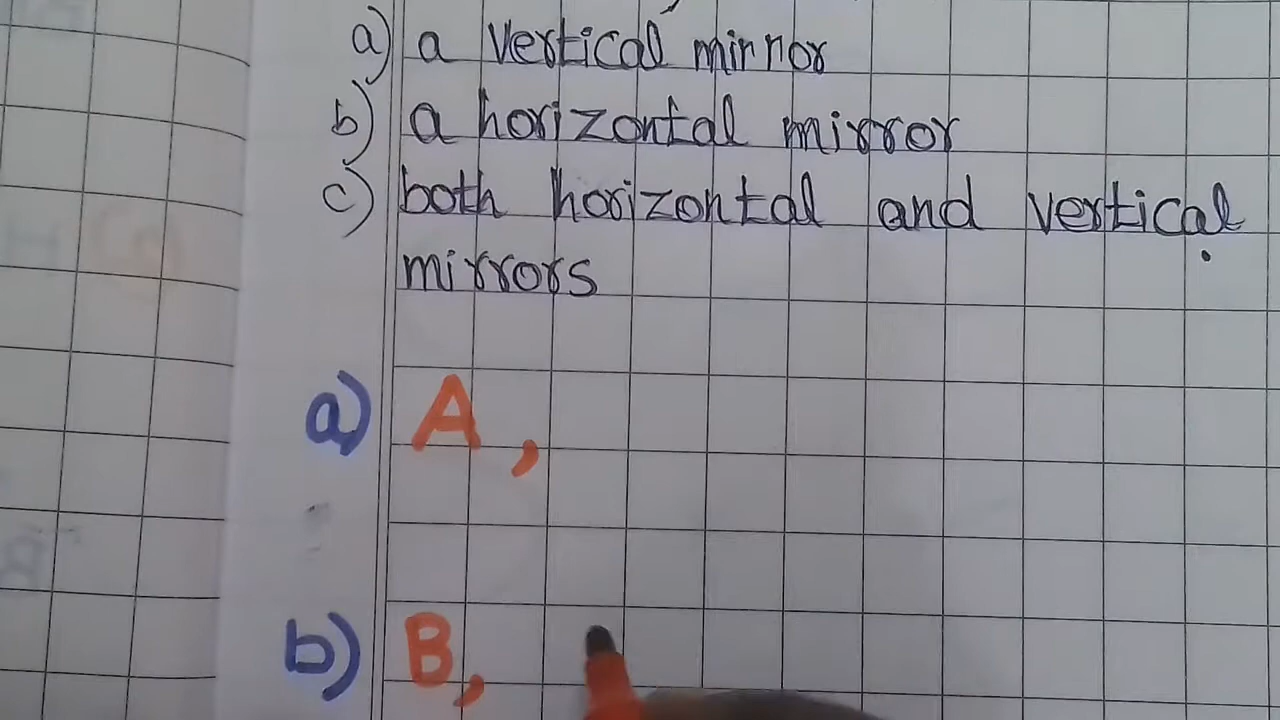 a) a vertical mirror
b) a horizontal mirror
c) both horizontal and vertical
mirrors
a) A,
b) B,